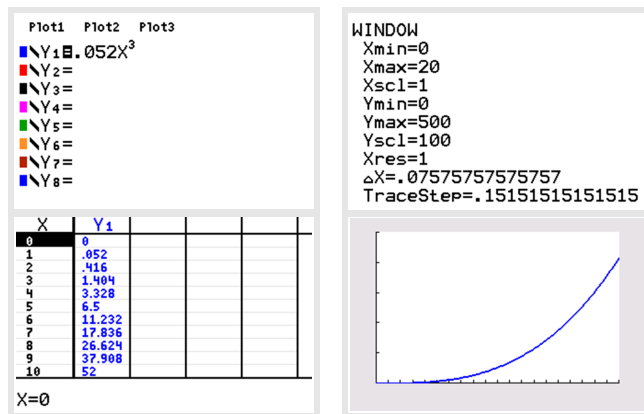 Plot1 Plot2 Plot3
\Y₁=.052X³
\Y₂=
\Y₃=
\Y₄=
\Y₅=
\Y₆=
\Y₇=
\Y₈=
WINDOW
Xmin=0
Xmax=20
Xscl=1
Ymin=0
Ymax=500
Yscl=100
Xres=1
△X=.07575757575757
TraceStep=.15151515151515
X Y₁
0 0
1 .052
2 .416
3 1.404
4 3.328
5 6.5
6 11.232
7 17.836
8 26.624
9 37.908
10 52
X=0